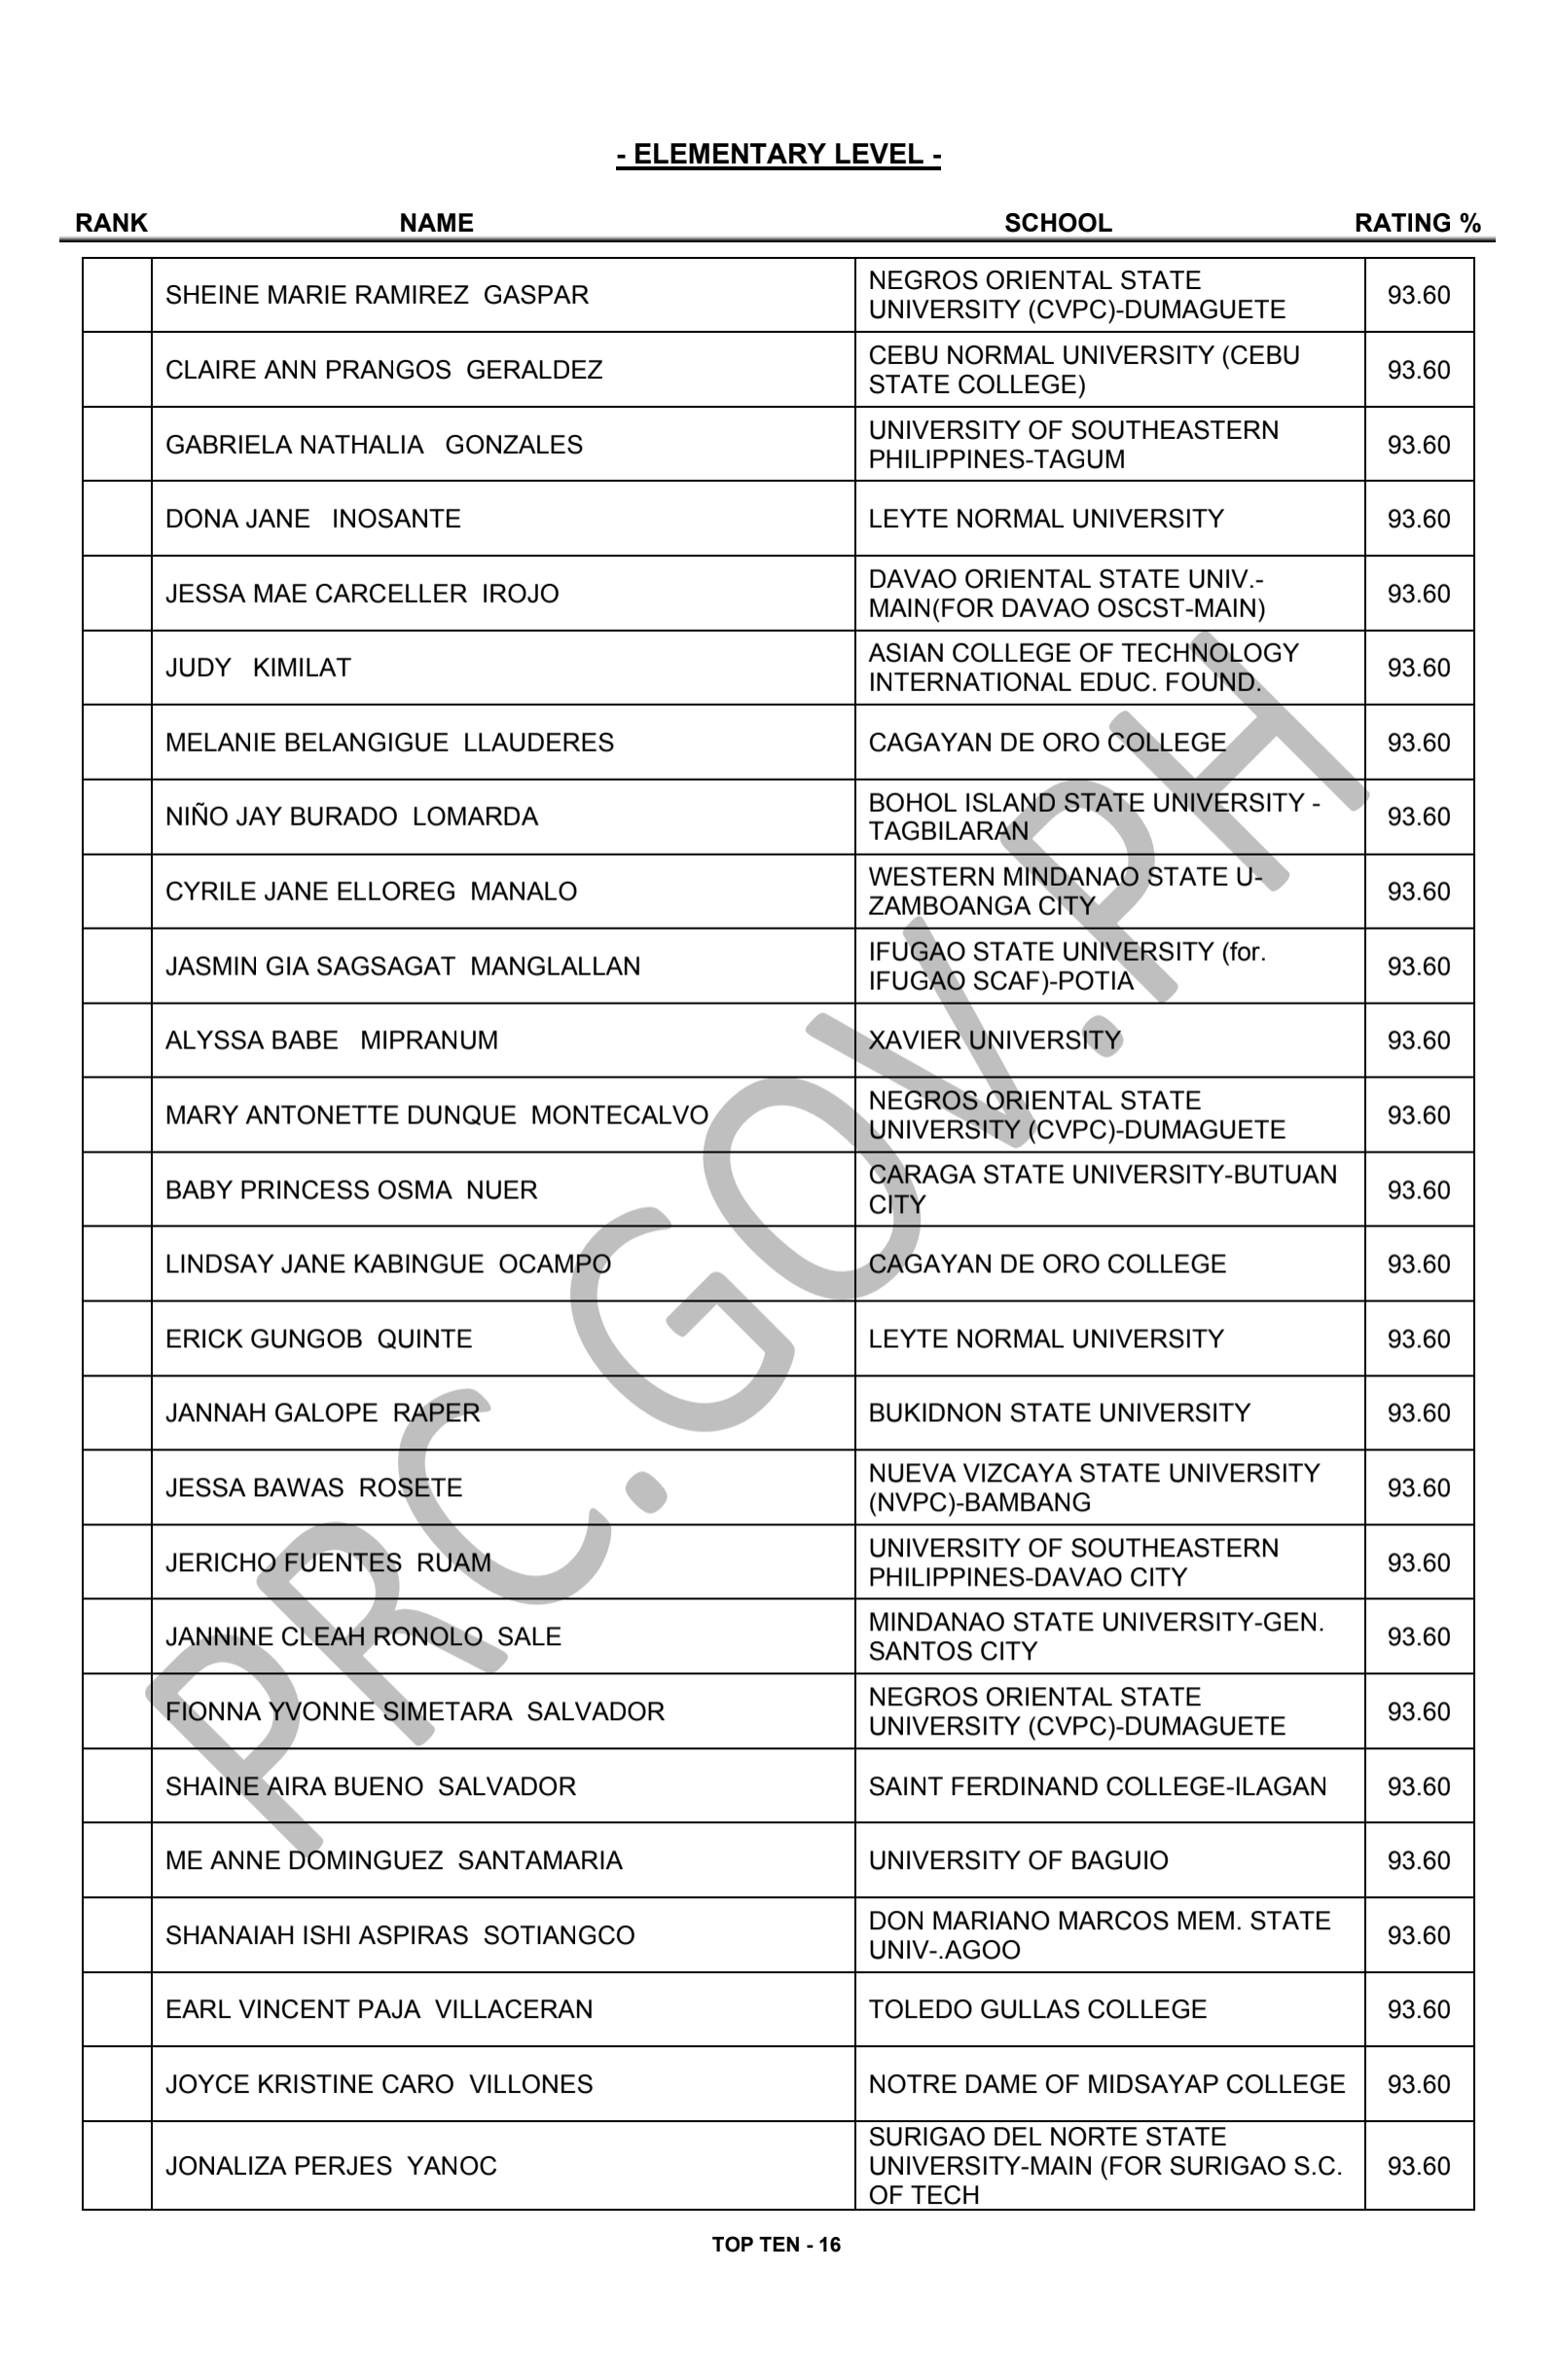 - ELEMENTARY LEVEL -
RANK NAME SCHOOL RATING %
SHEINE MARIE RAMIREZ GASPAR NEGROS ORIENTAL STATE UNIVERSITY (CVPC)-DUMAGUETE 93.60
CLAIRE ANN PRANGOS GERALDEZ CEBU NORMAL UNIVERSITY (CEBU STATE COLLEGE) 93.60
GABRIELA NATHALIA GONZALES UNIVERSITY OF SOUTHEASTERN PHILIPPINES-TAGUM 93.60
DONA JANE INOSANTE LEYTE NORMAL UNIVERSITY 93.60
JESSA MAE CARCELLER IROJO DAVAO ORIENTAL STATE UNIV.-MAIN(FOR DAVAO OSCST-MAIN) 93.60
JUDY KIMILAT ASIAN COLLEGE OF TECHNOLOGY INTERNATIONAL EDUC. FOUND. 93.60
MELANIE BELANGIGUE LLAUDERES CAGAYAN DE ORO COLLEGE 93.60
NIÑO JAY BURADO LOMARDA BOHOL ISLAND STATE UNIVERSITY - TAGBILARAN 93.60
CYRILE JANE ELLOREG MANALO WESTERN MINDANAO STATE U-ZAMBOANGA CITY 93.60
JASMIN GIA SAGSAGAT MANGLALLAN IFUGAO STATE UNIVERSITY (for. IFUGAO SCAF)-POTIA 93.60
ALYSSA BABE MIPRANUM XAVIER UNIVERSITY 93.60
MARY ANTONETTE DUNQUE MONTECALVO NEGROS ORIENTAL STATE UNIVERSITY (CVPC)-DUMAGUETE 93.60
BABY PRINCESS OSMA NUER CARAGA STATE UNIVERSITY-BUTUAN CITY 93.60
LINDSAY JANE KABINGUE OCAMPO CAGAYAN DE ORO COLLEGE 93.60
ERICK GUNGOB QUINTE LEYTE NORMAL UNIVERSITY 93.60
JANNAH GALOPE RAPER BUKIDNON STATE UNIVERSITY 93.60
JESSA BAWAS ROSETE NUEVA VIZCAYA STATE UNIVERSITY (NVPC)-BAMBANG 93.60
JERICHO FUENTES RUAM UNIVERSITY OF SOUTHEASTERN PHILIPPINES-DAVAO CITY 93.60
JANNINE CLEAH RONOLO SALE MINDANAO STATE UNIVERSITY-GEN. SANTOS CITY 93.60
FIONNA YVONNE SIMETARA SALVADOR NEGROS ORIENTAL STATE UNIVERSITY (CVPC)-DUMAGUETE 93.60
SHAINE AIRA BUENO SALVADOR SAINT FERDINAND COLLEGE-ILAGAN 93.60
ME ANNE DOMINGUEZ SANTAMARIA UNIVERSITY OF BAGUIO 93.60
SHANAIAH ISHI ASPIRAS SOTIANGCO DON MARIANO MARCOS MEM. STATE UNIV-.AGOO 93.60
EARL VINCENT PAJA VILLACERAN TOLEDO GULLAS COLLEGE 93.60
JOYCE KRISTINE CARO VILLONES NOTRE DAME OF MIDSAYAP COLLEGE 93.60
JONALIZA PERJES YANOC SURIGAO DEL NORTE STATE UNIVERSITY-MAIN (FOR SURIGAO S.C. OF TECH 93.60
TOP TEN - 16
PRC.GOV.PH